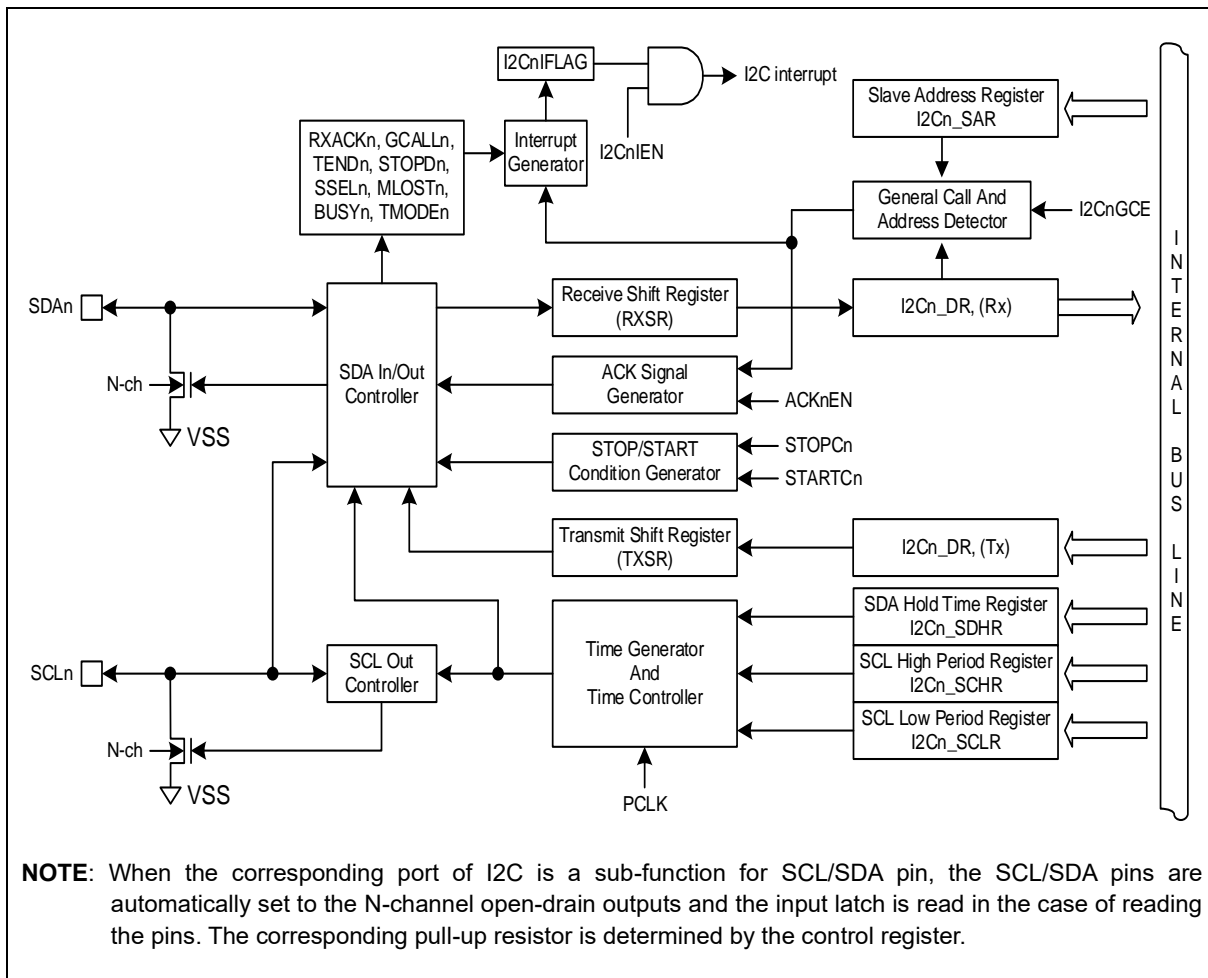 I2CnIFLAG
I2C interrupt
Slave Address Register
I2Cn_SAR
RXACKn, GCALLn,
TENDn, STOPDn,
SSELn, MLOSTn,
BUSYn, TMODEn
Interrupt
Generator
I2CnIEN
General Call And
Address Detector
I2CnGCE
SDAn
Receive Shift Register
(RXSR)
I2Cn_DR, (Rx)
N-ch
VSS
SDA In/Out
Controller
ACK Signal
Generator
ACKnEN
STOP/START
Condition Generator
STOPCn
STARTCn
Transmit Shift Register
(TXSR)
I2Cn_DR, (Tx)
SDA Hold Time Register
I2Cn_SDHR
SCLn
SCL Out
Controller
Time Generator
And
Time Controller
SCL High Period Register
I2Cn_SCHR
SCL Low Period Register
I2Cn_SCLR
N-ch
VSS
PCLK
INTERNAL BUS LINE
NOTE: When the corresponding port of I2C is a sub-function for SCL/SDA pin, the SCL/SDA pins are
automatically set to the N-channel open-drain outputs and the input latch is read in the case of reading
the pins. The corresponding pull-up resistor is determined by the control register.